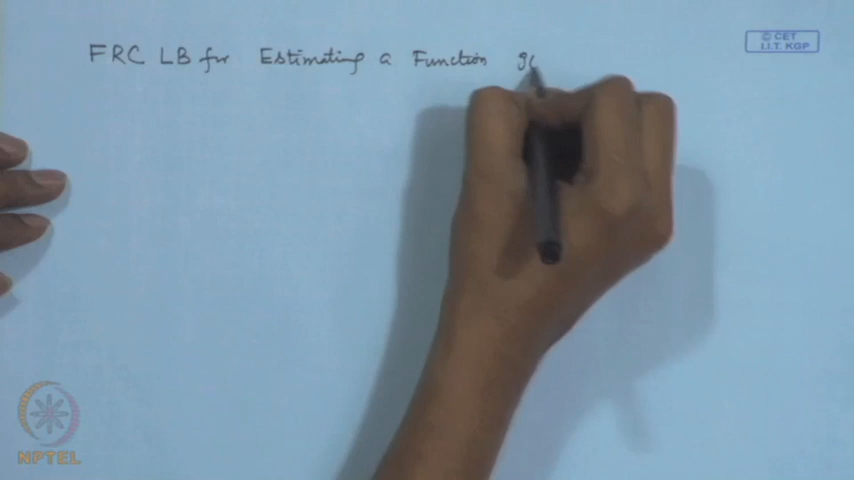 FRC LB for Estimating a Function g(
© CET
I.I.T. KGP
NPTEL